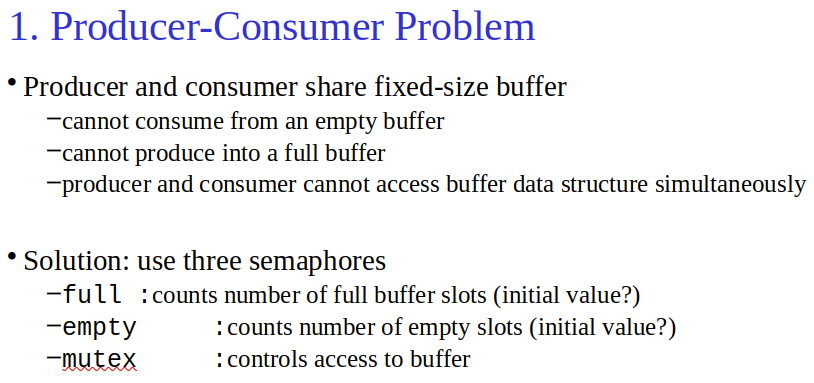 1. Producer-Consumer Problem
• Producer and consumer share fixed-size buffer
–cannot consume from an empty buffer
–cannot produce into a full buffer
–producer and consumer cannot access buffer data structure simultaneously
• Solution: use three semaphores
–full :counts number of full buffer slots (initial value?)
–empty :counts number of empty slots (initial value?)
–mutex :controls access to buffer